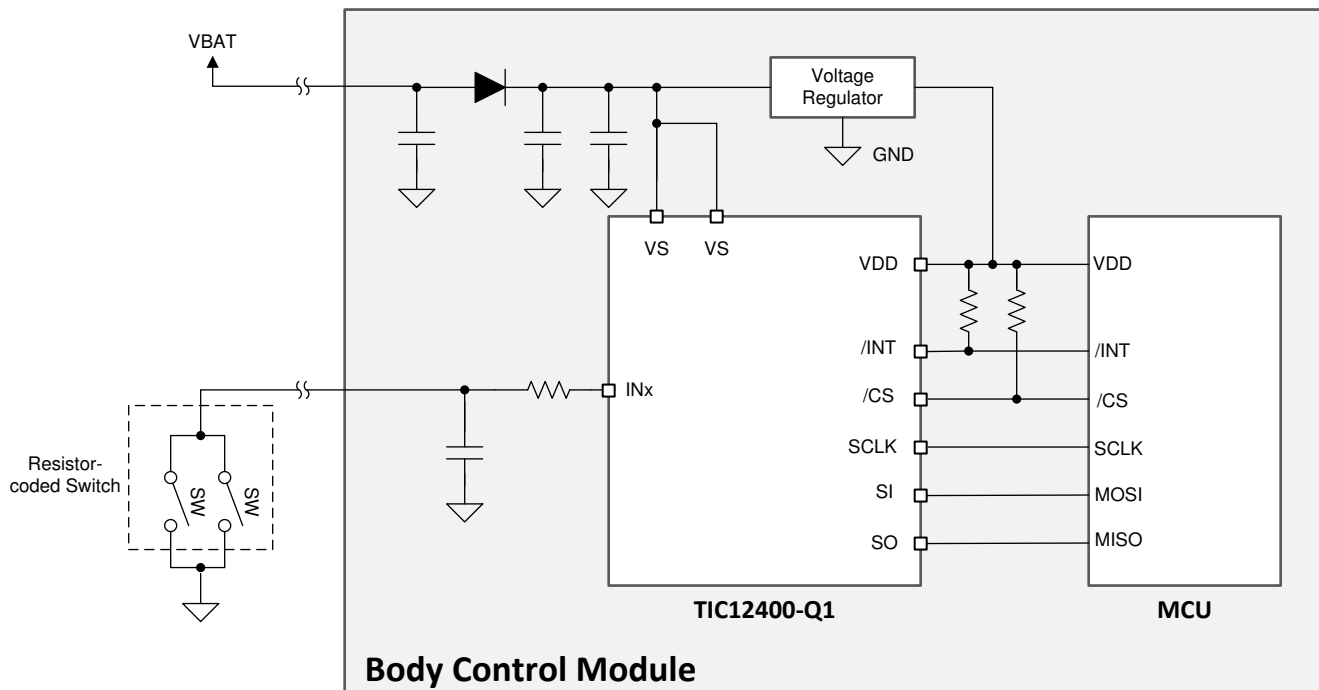 VBAT
Voltage
Regulator
GND
VS
VS
VDD
VDD
/INT
/INT
INx
/CS
/CS
SCLK
SCLK
Resistor-
coded Switch
SW
SW
SI
MOSI
SO
MISO
TIC12400-Q1
MCU
Body Control Module